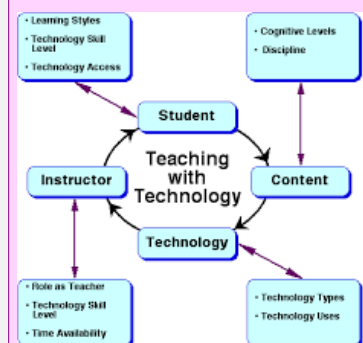 • Learning Styles
• Technology Skill
Level
• Technology Access
• Cognitive Levels
• Discipline
Student
Teaching
with
Technology
Instructor
Content
Technology
• Role as Teacher
• Technology Skill
Level
• Time Availability
• Technology Types
• Technology Uses